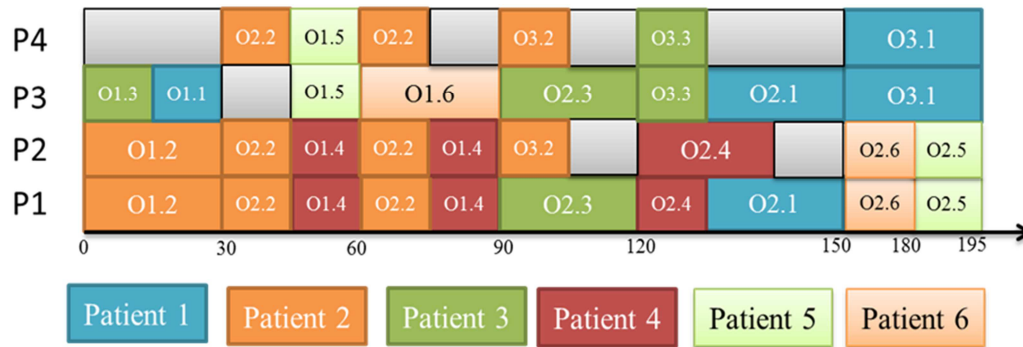 P4 O2.2 O1.5 O2.2 O3.2 O3.3 O3.1
P3 O1.3 O1.1 O1.5 O1.6 O2.3 O3.3 O2.1 O3.1
P2 O1.2 O2.2 O1.4 O2.2 O1.4 O3.2 O2.4 O2.6 O2.5
P1 O1.2 O2.2 O1.4 O2.2 O1.4 O2.3 O2.4 O2.1 O2.6 O2.5
0 30 60 90 120 150 180 195
Patient 1 Patient 2 Patient 3 Patient 4 Patient 5 Patient 6